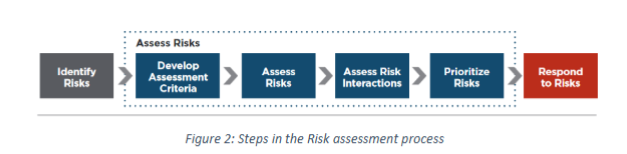 Assess Risks
Identify
Risks
Develop
Assessment
Criteria
Assess
Risks
Assess Risk
Interactions
Prioritize
Risks
Respond
to Risks
Figure 2: Steps in the Risk assessment process